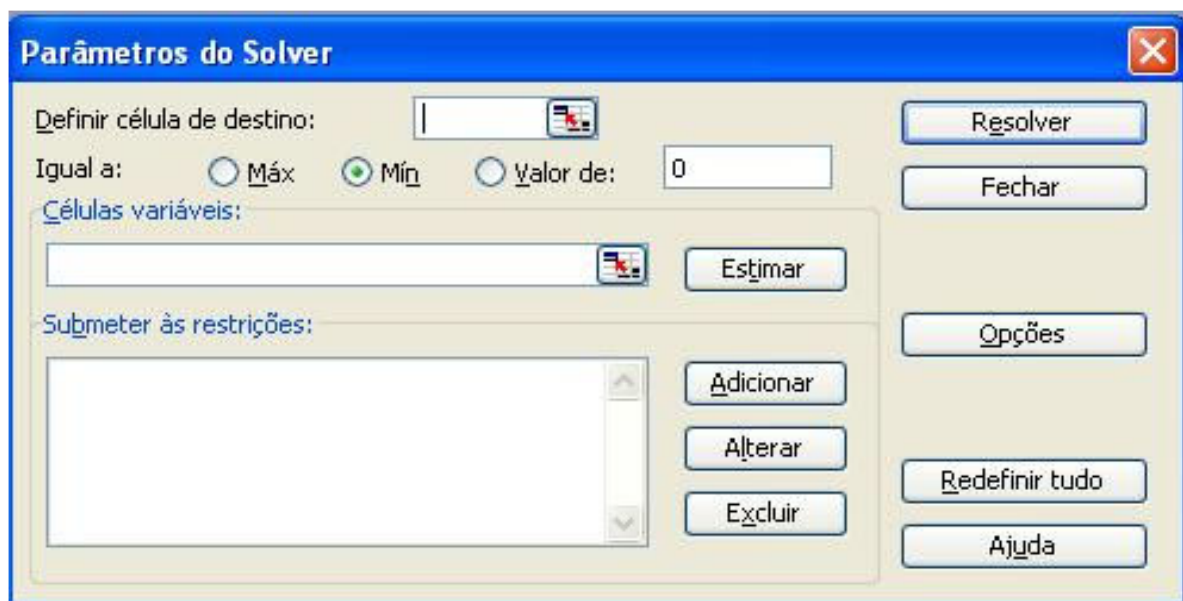 Parâmetros do Solver
Definir célula de destino:
Resolver
Igual a:
Máx
Mín
Valor de:
0
Fechar
Células variáveis:
Estimar
Submeter às restrições:
Opções
Adicionar
Alterar
Redefinir tudo
Excluir
Ajuda